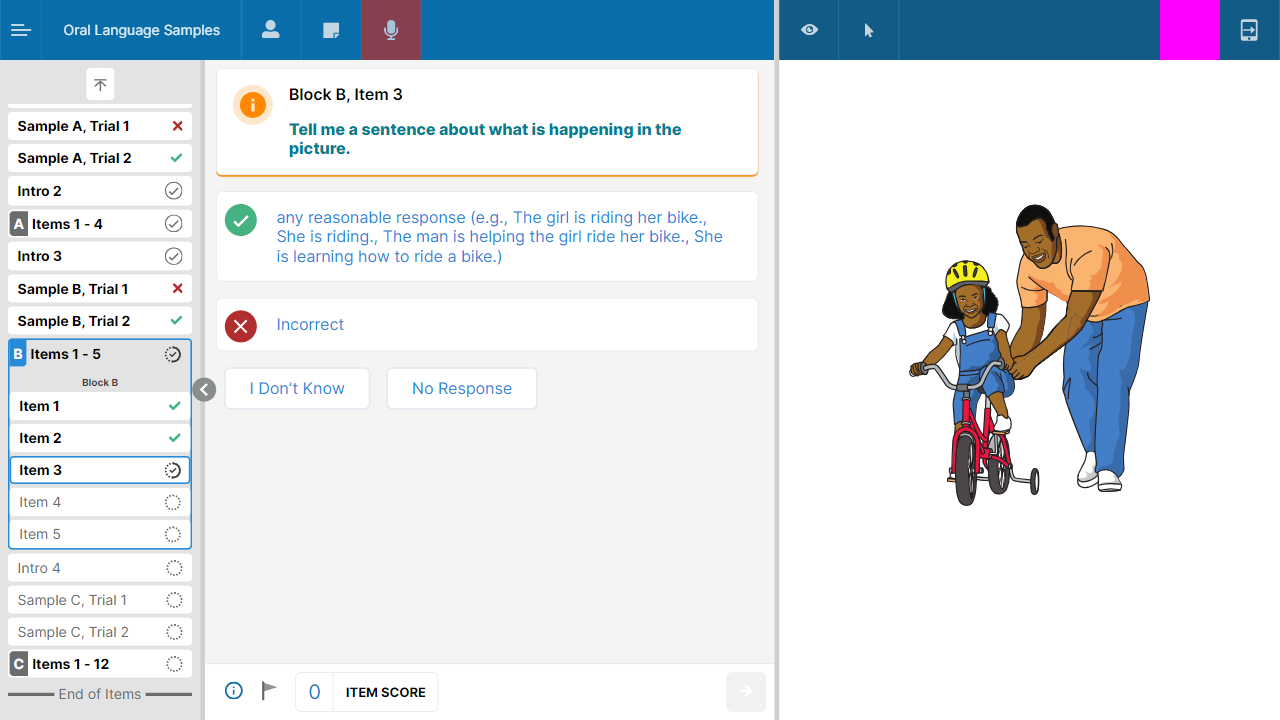 Oral Language Samples
Sample A, Trial 1
Sample A, Trial 2
Intro 2
A Items 1 - 4
Intro 3
Sample B, Trial 1
Sample B, Trial 2
B Items 1 - 5
Block B
Item 1
Item 2
Item 3
Item 4
Item 5
Intro 4
Sample C, Trial 1
Sample C, Trial 2
C Items 1 - 12
End of Items
Block B, Item 3
Tell me a sentence about what is happening in the
picture.
any reasonable response (e.g., The girl is riding her bike.,
She is riding., The man is helping the girl ride her bike., She
is learning how to ride a bike.)
Incorrect
I Don’t Know
No Response
0 ITEM SCORE